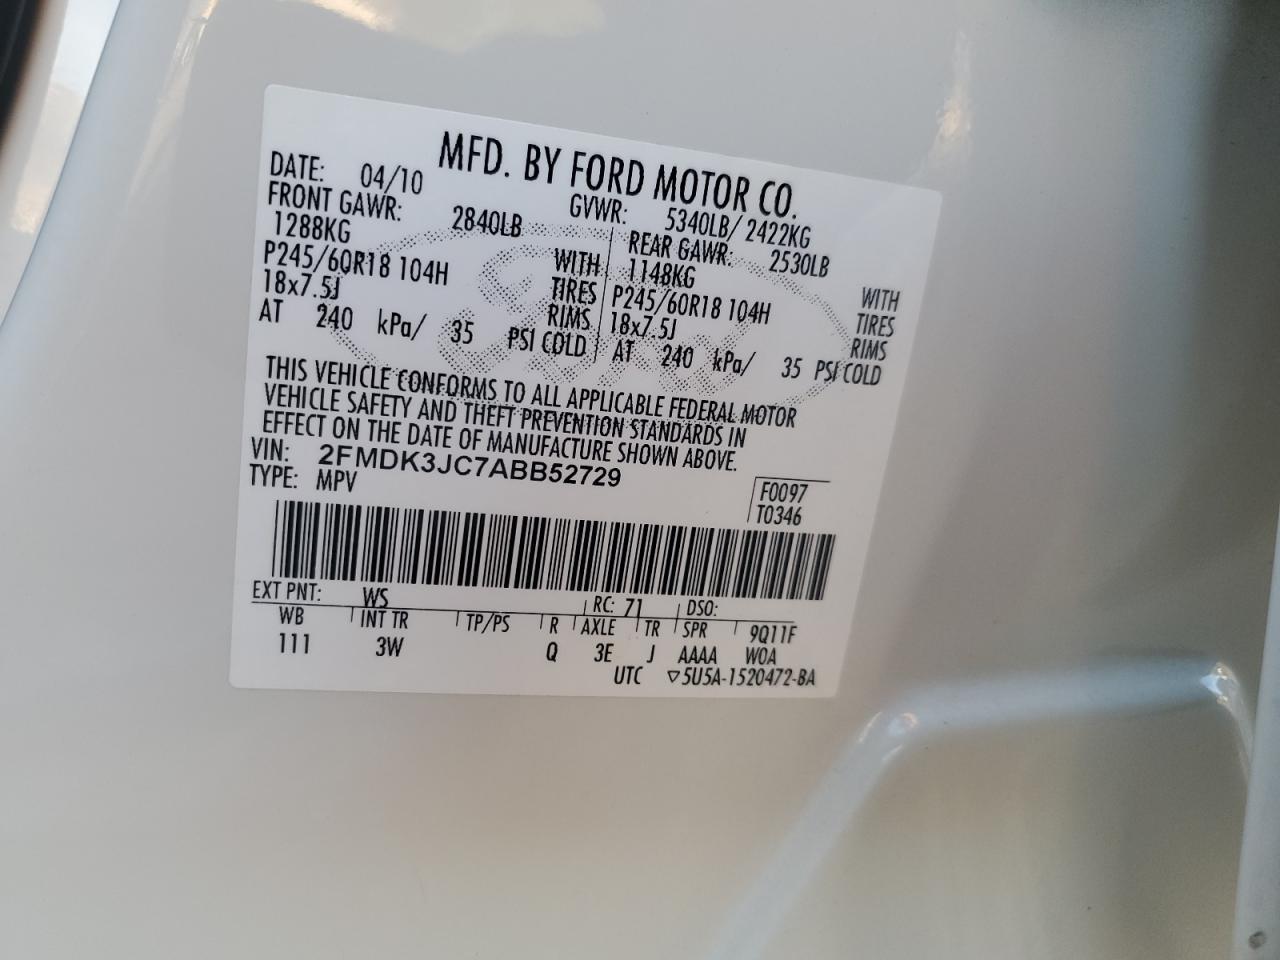 MFD. BY FORD MOTOR CO.
DATE: 04/10 GVWR: 5340LB/ 2422KG
FRONT GAWR: 2840LB REAR GAWR: 2530LB
1288KG WITH 1148KG WITH
P245/60R18 104H TIRES P245/60R18 104H TIRES
18x7.5J RIMS 18x7.5J RIMS
AT 240 kPa/ 35 PSI COLD AT 240 kPa/ 35 PSI COLD
THIS VEHICLE CONFORMS TO ALL APPLICABLE FEDERAL MOTOR
VEHICLE SAFETY AND THEFT PREVENTION STANDARDS IN
EFFECT ON THE DATE OF MANUFACTURE SHOWN ABOVE.
VIN: 2FMDK3JC7ABB52729
TYPE: MPV
F0097
T0346
EXT PNT: WS RC: 71 DSO:
WB INT TR TP/PS R AXLE TR SPR 9Q11F
111 3W Q 3E J AAAA WOA
UTC ▽5U5A-1520472-BA